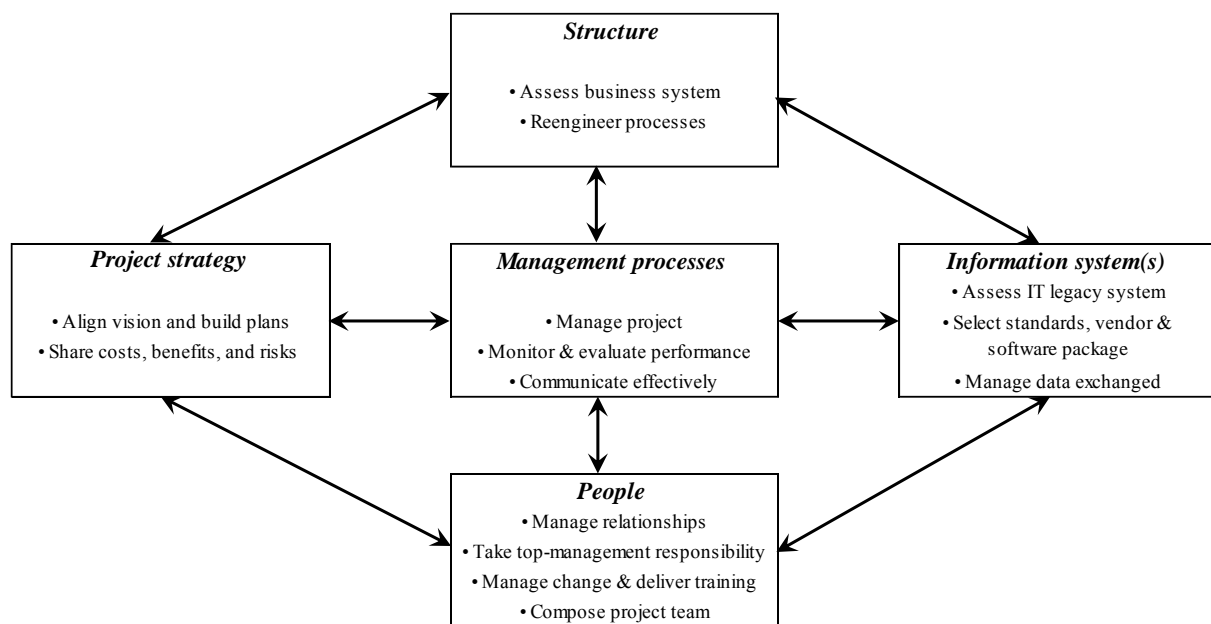 Structure
• Assess business system
• Reengineer processes
Project strategy
• Align vision and build plans
• Share costs, benefits, and risks
Management processes
• Manage project
• Monitor & evaluate performance
• Communicate effectively
Information system(s)
• Assess IT legacy system
• Select standards, vendor &
software package
• Manage data exchanged
People
• Manage relationships
• Take top-management responsibility
• Manage change & deliver training
• Compose project team